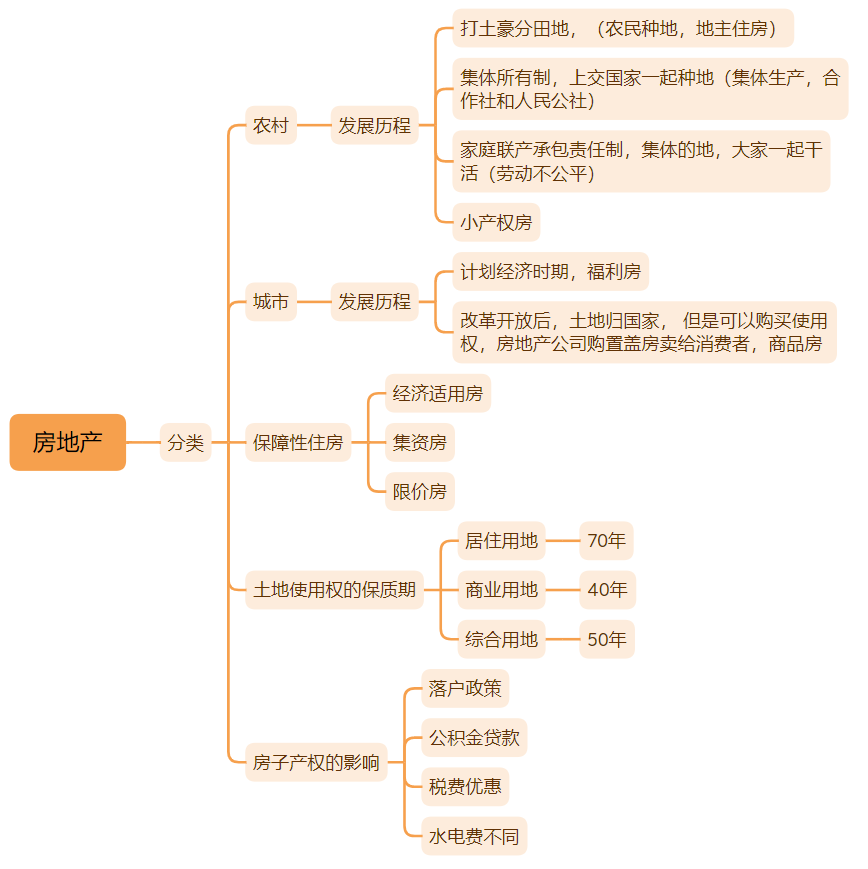 房地产
分类
农村
发展历程
打土豪分田地，（农民种地，地主住房）
集体所有制，上交国家一起种地（集体生产，合
作社和人民公社）
家庭联产承包责任制，集体的地，大家一起干
活（劳动不公平）
小产权房
城市
发展历程
计划经济时期，福利房
改革开放后，土地归国家， 但是可以购买使用
权，房地产公司购置盖房卖给消费者，商品房
保障性住房
经济适用房
集资房
限价房
土地使用权的保质期
居住用地
70年
商业用地
40年
综合用地
50年
房子产权的影响
落户政策
公积金贷款
税费优惠
水电费不同